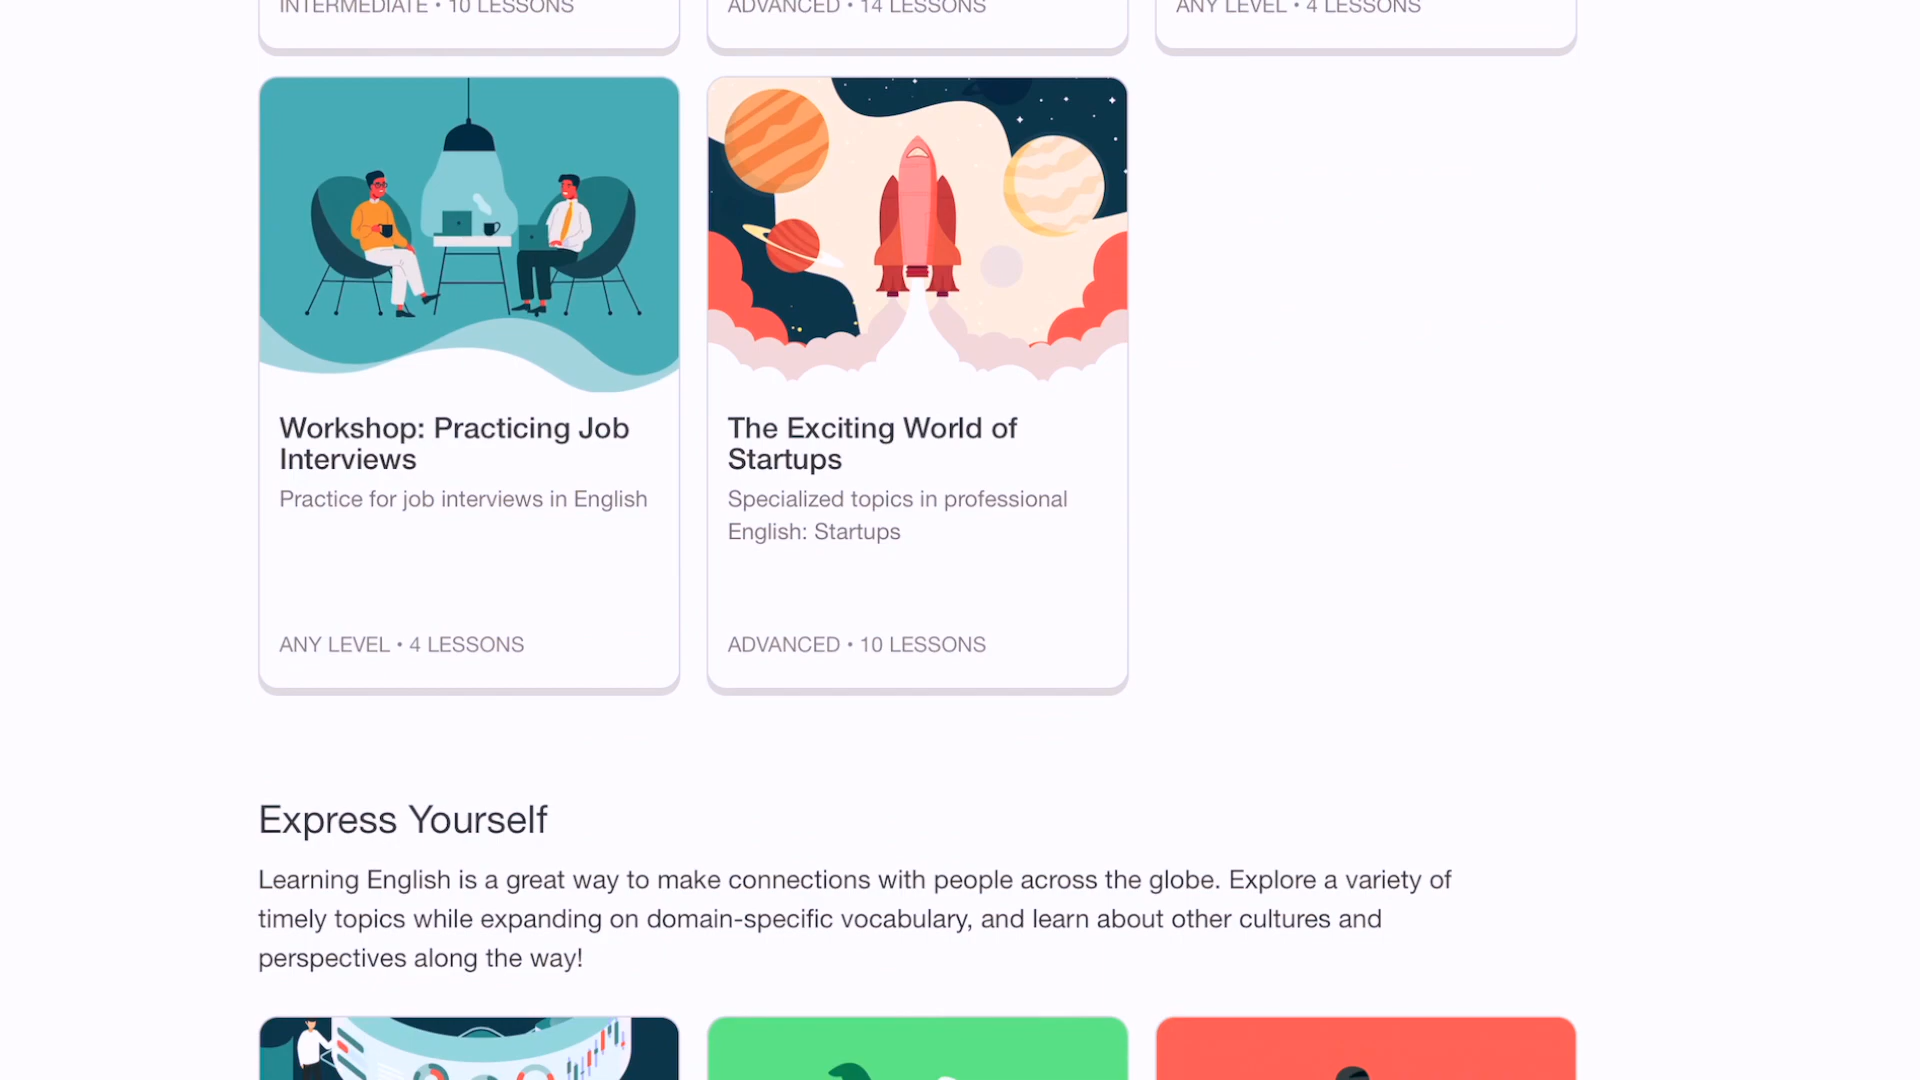 INTERMEDIATE • 10 LESSONS
ADVANCED • 14 LESSONS
ANY LEVEL • 4 LESSONS
Workshop: Practicing Job
Interviews
Practice for job interviews in English
ANY LEVEL • 4 LESSONS
The Exciting World of
Startups
Specialized topics in professional
English: Startups
ADVANCED • 10 LESSONS
Express Yourself
Learning English is a great way to make connections with people across the globe. Explore a variety of
timely topics while expanding on domain-specific vocabulary, and learn about other cultures and
perspectives along the way!